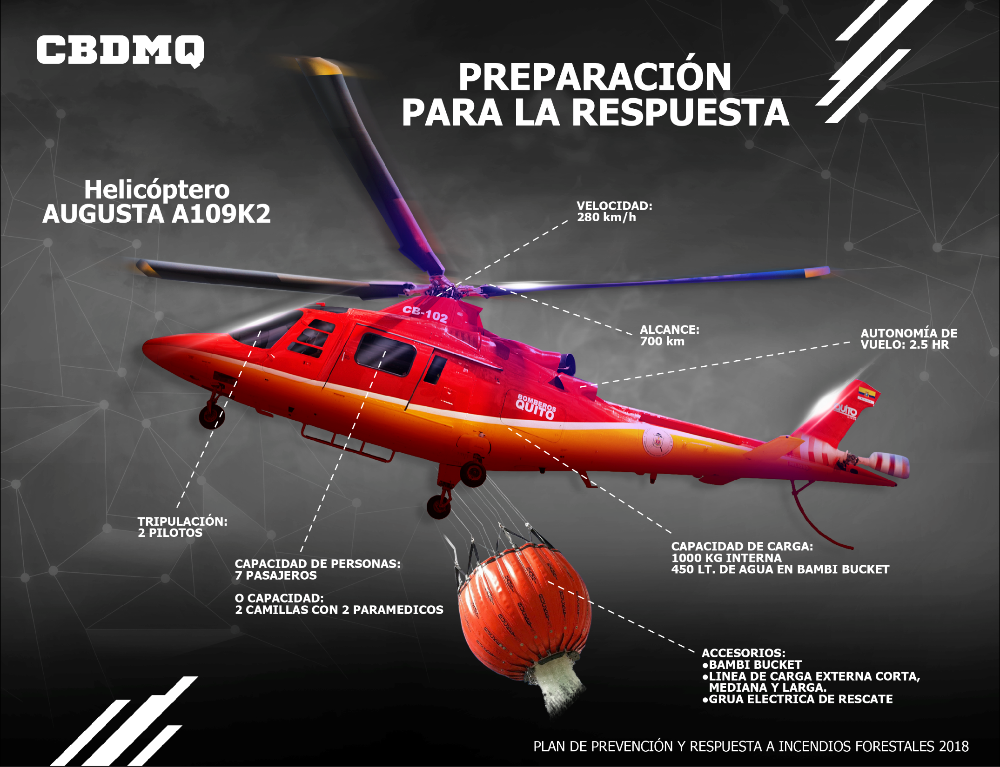 CBDMQ
PREPARACIÓN
PARA LA RESPUESTA
Helicóptero
AUGUSTA A109K2
VELOCIDAD:
280 km/h
CB-102
ALCANCE:
700 km
AUTONOMÍA DE
VUELO: 2.5 HR
BOMBEROS
QUITO
QUITO
TRIPULACIÓN:
2 PILOTOS
CAPACIDAD DE PERSONAS:
7 PASAJEROS
O CAPACIDAD:
2 CAMILLAS CON 2 PARAMEDICOS
CAPACIDAD DE CARGA:
1000 KG INTERNA
450 LT. DE AGUA EN BAMBI BUCKET
BAMBI
BUCKET
ACCESORIOS:
●BAMBI BUCKET
●LINEA DE CARGA EXTERNA CORTA,
MEDIANA Y LARGA.
●GRUA ELECTRICA DE RESCATE
PLAN DE PREVENCIÓN Y RESPUESTA A INCENDIOS FORESTALES 2018